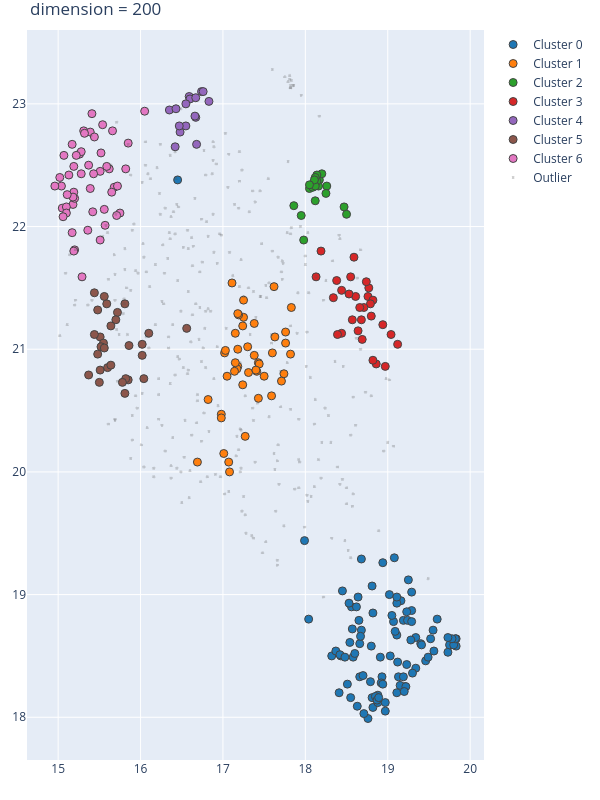 dimension = 200
Cluster 0
Cluster 1
Cluster 2
Cluster 3
Cluster 4
Cluster 5
Cluster 6
Outlier
23
22
21
20
19
18
15 16 17 18 19 20